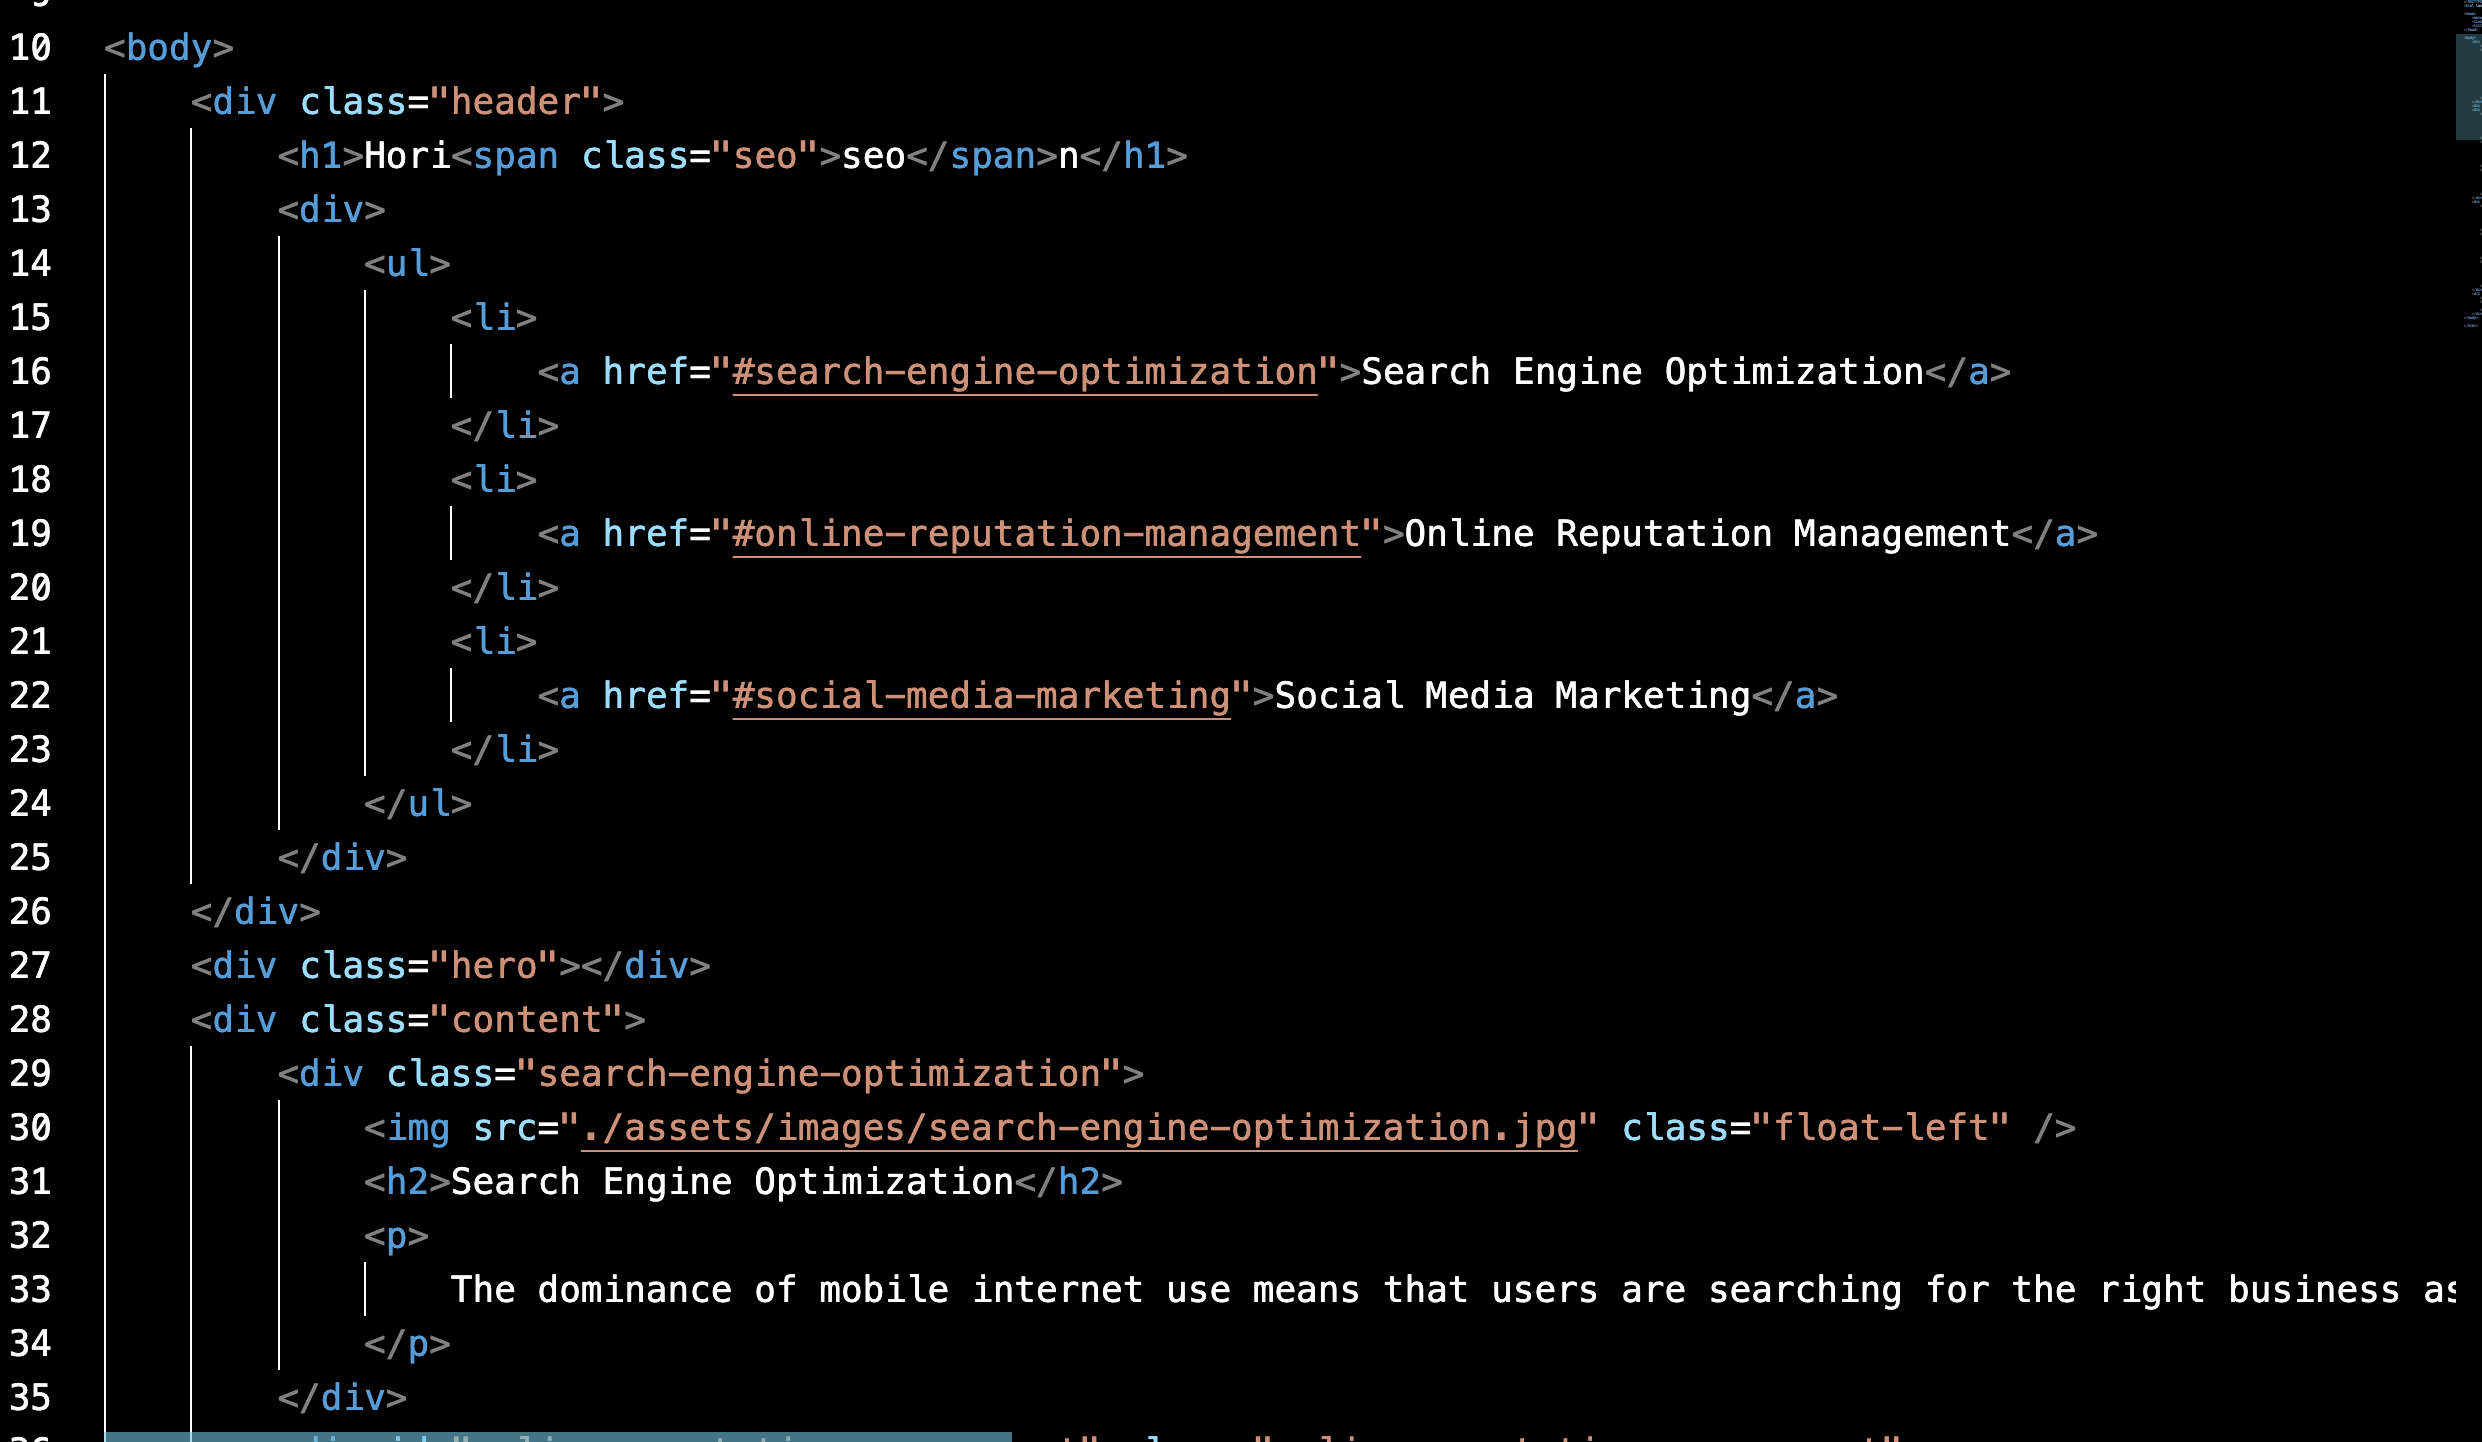 10 <body>
11 <div class="header">
12 <h1>Hori<span class="seo">seo</span>n</h1>
13 <div>
14 <ul>
15 <li>
16 <a href="#search-engine-optimization">Search Engine Optimization</a>
17 </li>
18 <li>
19 <a href="#online-reputation-management">Online Reputation Management</a>
20 </li>
21 <li>
22 <a href="#social-media-marketing">Social Media Marketing</a>
23 </li>
24 </ul>
25 </div>
26 </div>
27 <div class="hero"></div>
28 <div class="content">
29 <div class="search-engine-optimization">
30 <img src="./assets/images/search-engine-optimization.jpg" class="float-left" />
31 <h2>Search Engine Optimization</h2>
32 <p>
33 The dominance of mobile internet use means that users are searching for the right business as
34 </p>
35 </div>